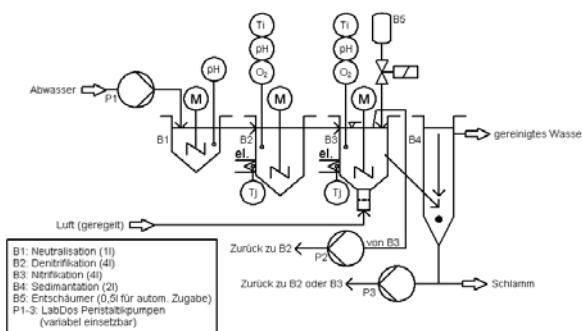 Ti
Ti
B5
pH
pH
pH
O₂
O₂
Abwasser
P1
M
M
M
B1
B2
B3
B4
gereinigtes Wasse
el.
el.
Tj
Tj
Luft (geregelt)
Zurück zu B2
P2
von B3
Zurück zu B2 oder B3
P3
Schlamm
B1: Neutralisation (1l)
B2: Denitrifikation (4l)
B3: Nitrifikation (4l)
B4: Sedimantation (2l)
B5: Entschäumer (0,5l für autom. Zugabe)
P1-3: LabDos Peristaltikpumpen
(variabel einsetzbar)